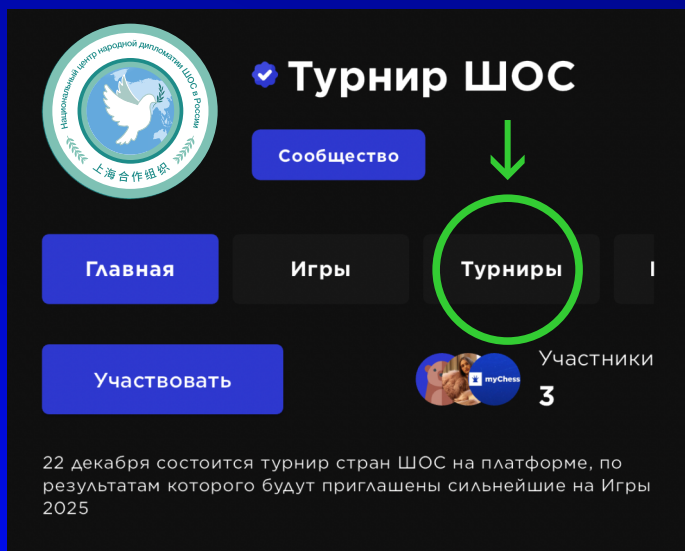 Национальный центр народной дипломатии ШОС в России
上海合作组织
Турнир ШОС
Сообщество
Главная
Игры
Турниры
Участвовать
myChess
Участники
3
22 декабря состоится турнир стран ШОС на платформе, по
результатам которого будут приглашены сильнейшие на Игры
2025